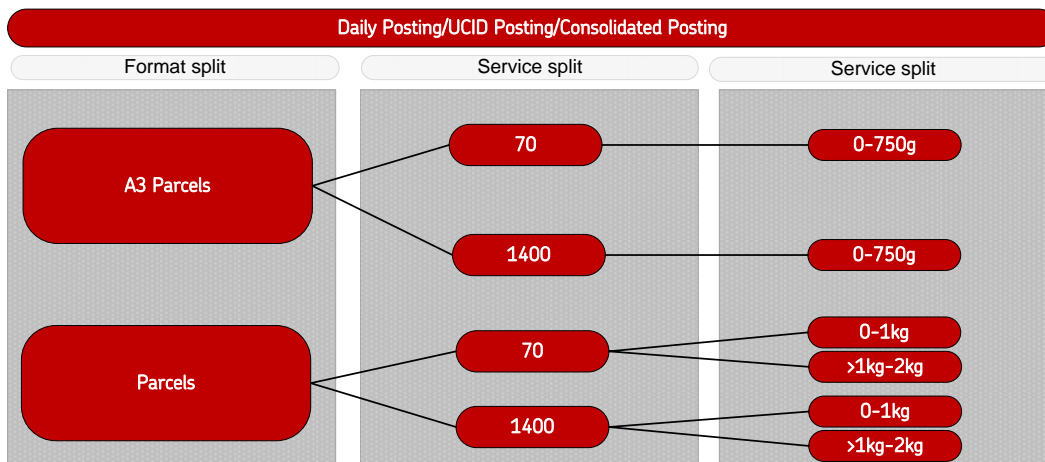 Daily Posting/UCID Posting/Consolidated Posting
Format split
Service split
Service split
A3 Parcels
70
0-750g
1400
0-750g
Parcels
70
0-1kg
>1kg-2kg
1400
0-1kg
>1kg-2kg